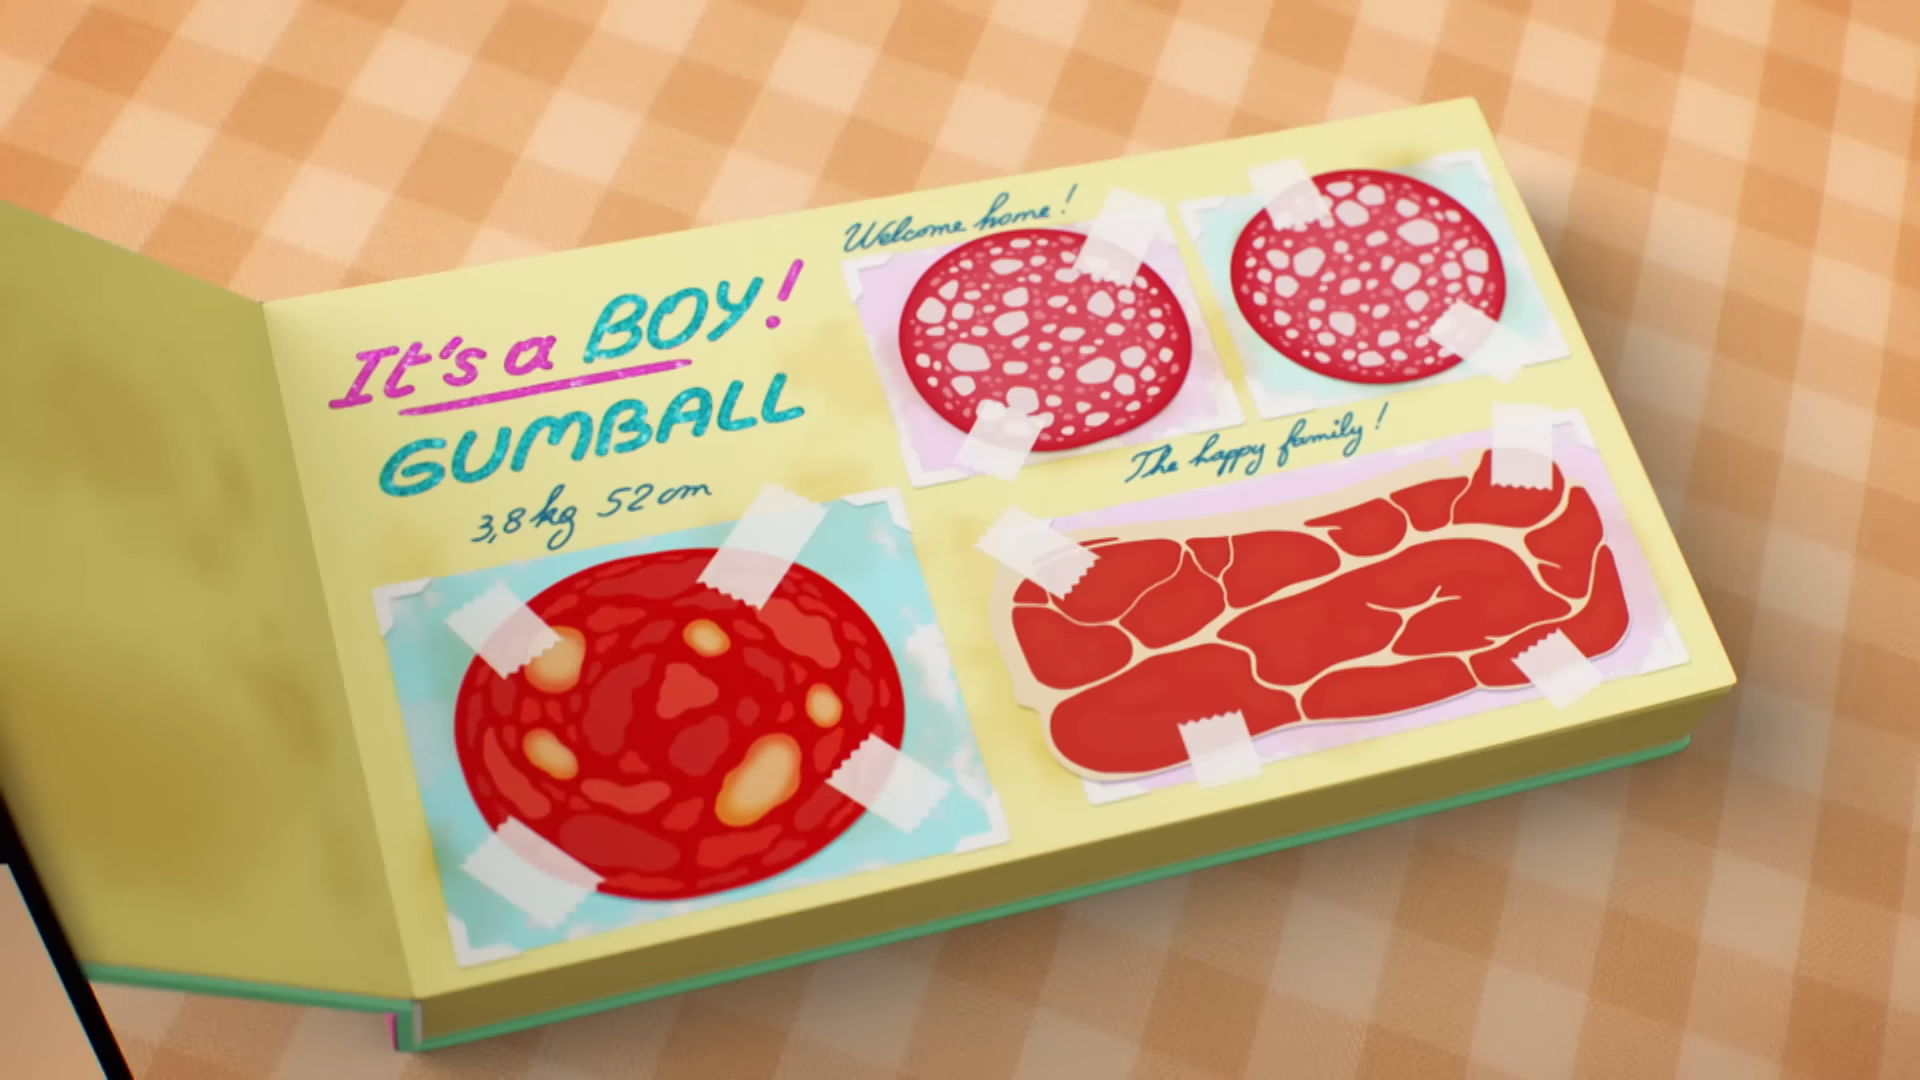 It's a BOY!
GUMBALL
3,8 kg 52 cm
Welcome home!
The happy family!